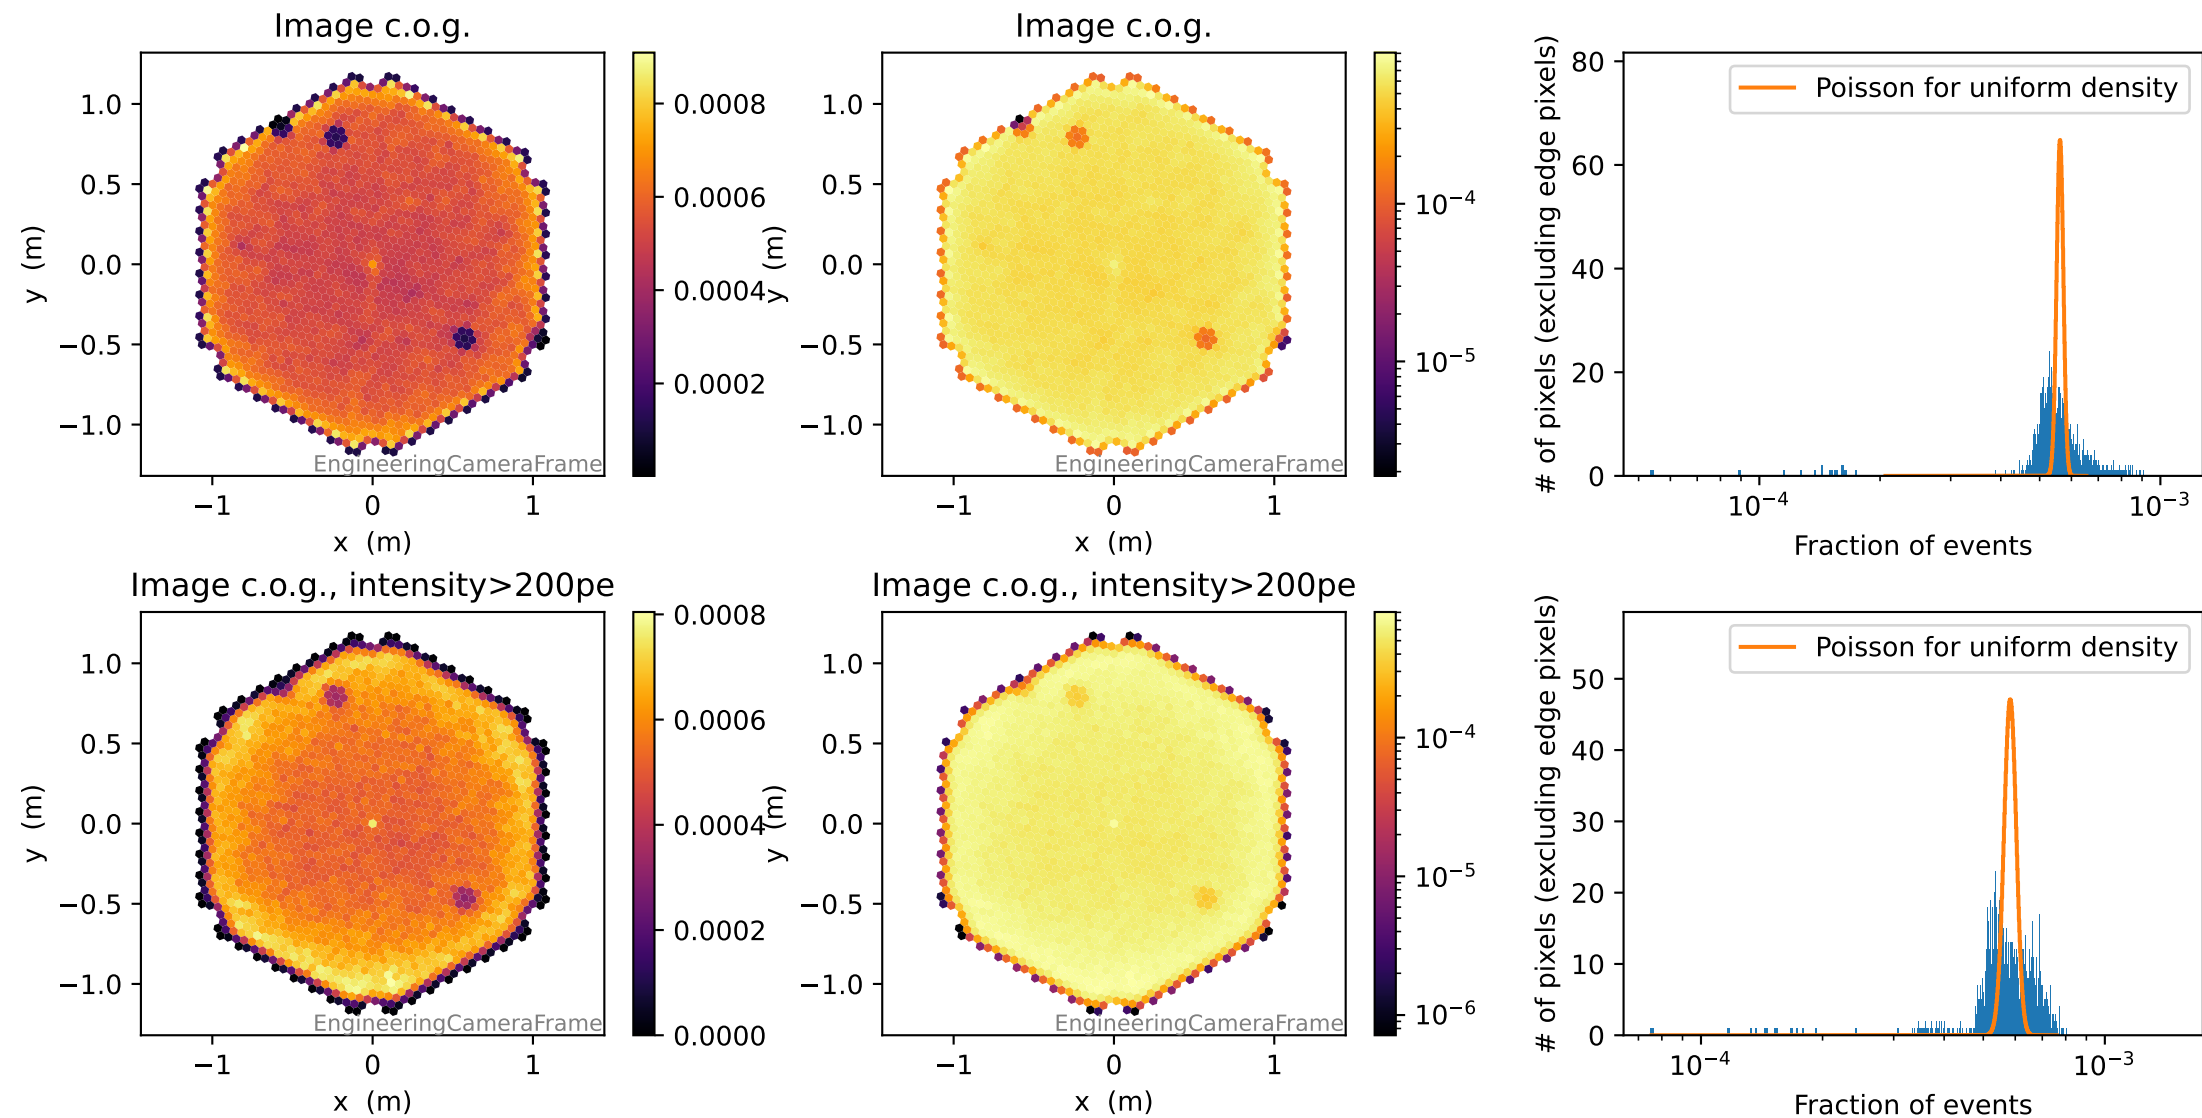 Image c.o.g.
1.0
0.5
0.0
−0.5
−1.0
y (m)
−1 0 1
x (m)
EngineeringCameraFrame
0.0008
0.0006
0.0004
0.0002
Image c.o.g.
1.0
0.5
0.0
−0.5
−1.0
y (m)
−1 0 1
x (m)
EngineeringCameraFrame
10−4
10−5
Poisson for uniform density
80
60
40
20
0
# of pixels (excluding edge pixels)
10−4 10−3
Fraction of events
Image c.o.g., intensity>200pe
1.0
0.5
0.0
−0.5
−1.0
y (m)
−1 0 1
x (m)
EngineeringCameraFrame
0.0008
0.0006
0.0004
0.0002
0.0000
Image c.o.g., intensity>200pe
1.0
0.5
0.0
−0.5
−1.0
y (m)
−1 0 1
x (m)
EngineeringCameraFrame
10−4
10−5
10−6
Poisson for uniform density
50
40
30
20
10
0
# of pixels (excluding edge pixels)
10−4 10−3
Fraction of events